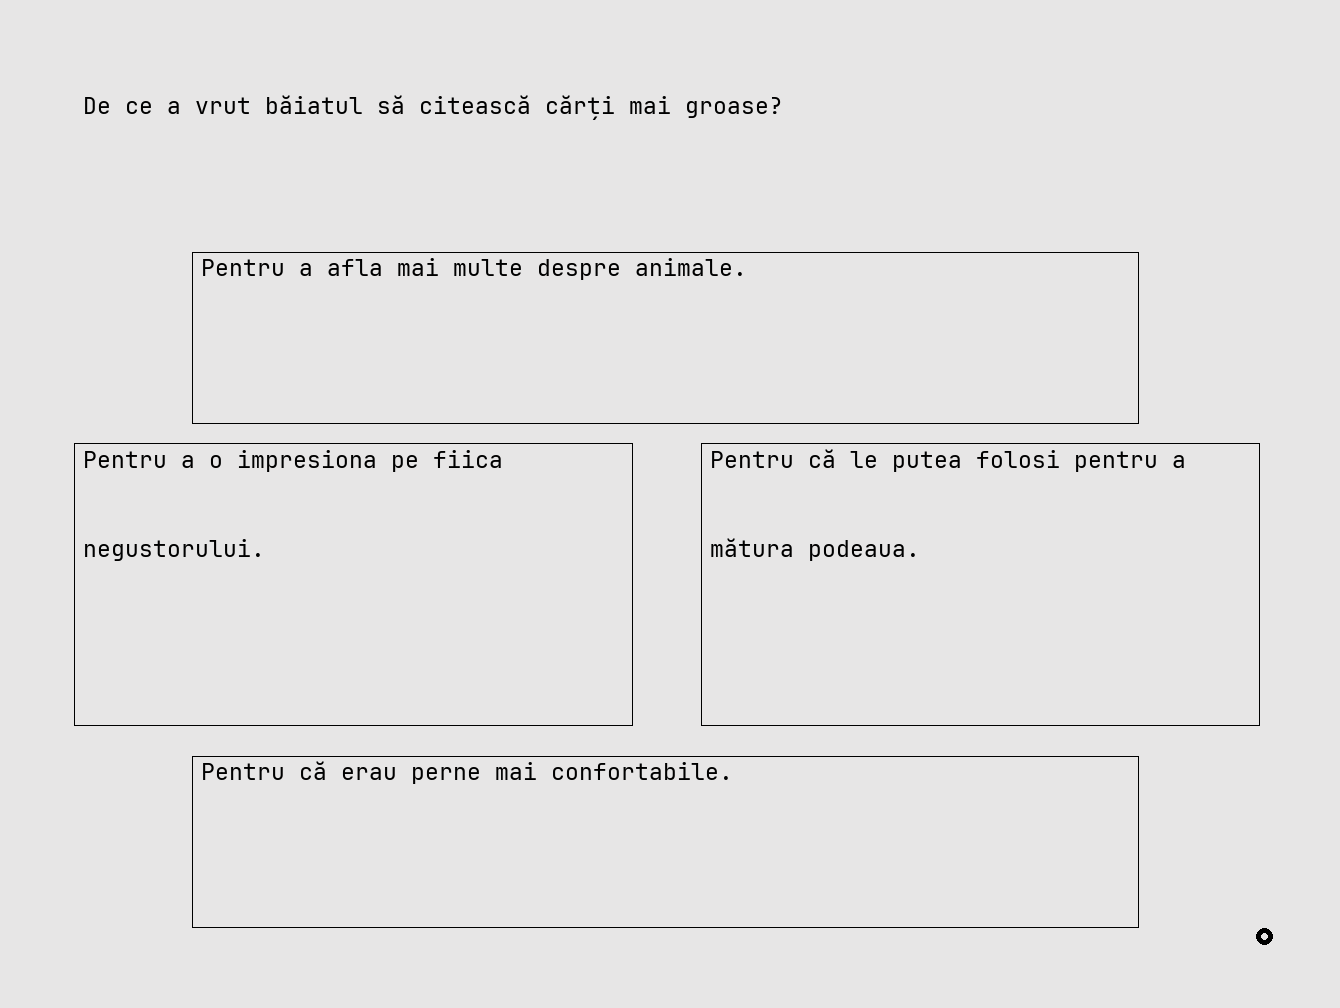 De ce a vrut băiatul să citească cărți mai groase?
Pentru a afla mai multe despre animale.
Pentru a o impresiona pe fiica
negustorului.
Pentru că le putea folosi pentru a
mătura podeaua.
Pentru că erau perne mai confortabile.